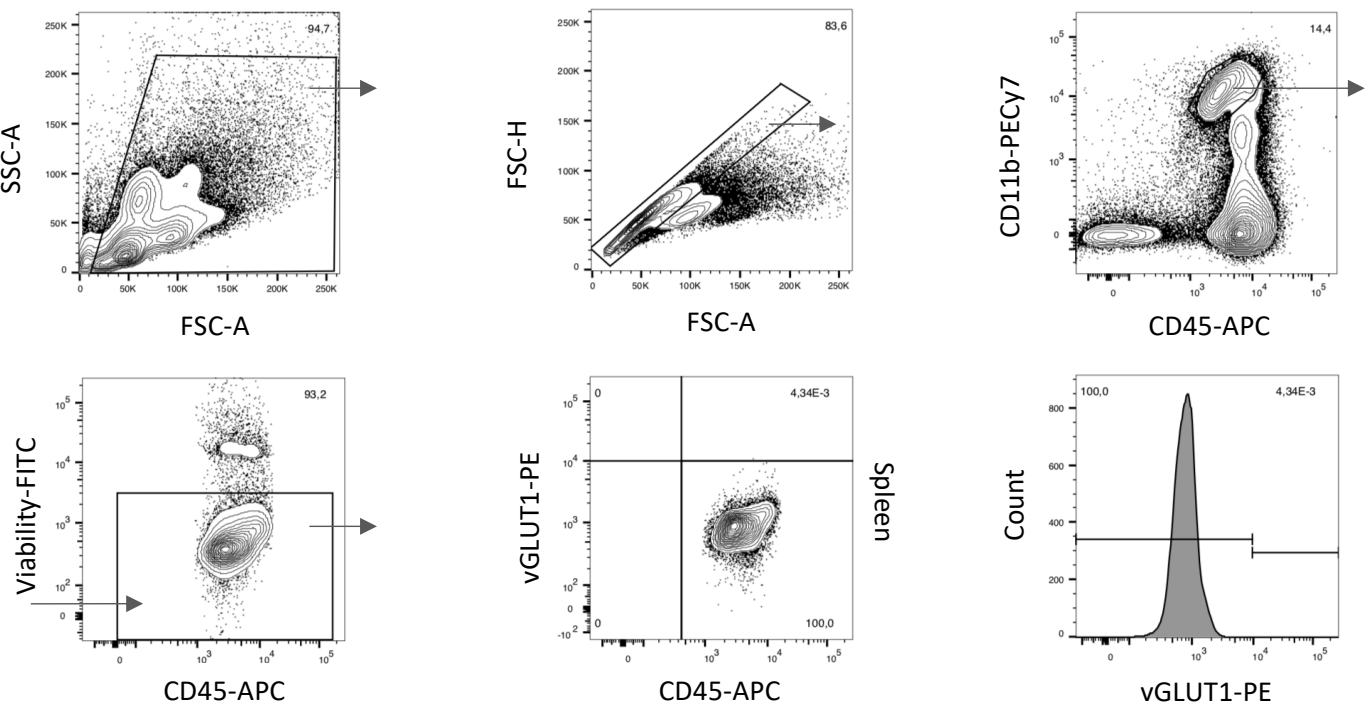 94,7
250K
200K
150K
100K
50K
0
0 50K 100K 150K 200K 250K
SSC-A
FSC-A
a
83,6
250K
200K
150K
100K
50K
0
0 50K 100K 150K 200K 250K
FSC-H
FSC-A
14,4
10⁵
10⁴
10³
0
0 10³ 10⁴ 10⁵
CD11b-PECy7
CD45-APC
93,2
10⁵
10⁴
10³
10²
0
0 10³ 10⁴ 10⁵
Viability-FITC
CD45-APC
0 4,34E-3
10⁵
10⁴
10³
10²
0
-10²
0 100,0
0 10³ 10⁴ 10⁵
vGLUT1-PE
CD45-APC
Spleen
100,0 4,34E-3
800
600
400
200
0
0 10³ 10⁴ 10⁵
Count
vGLUT1-PE